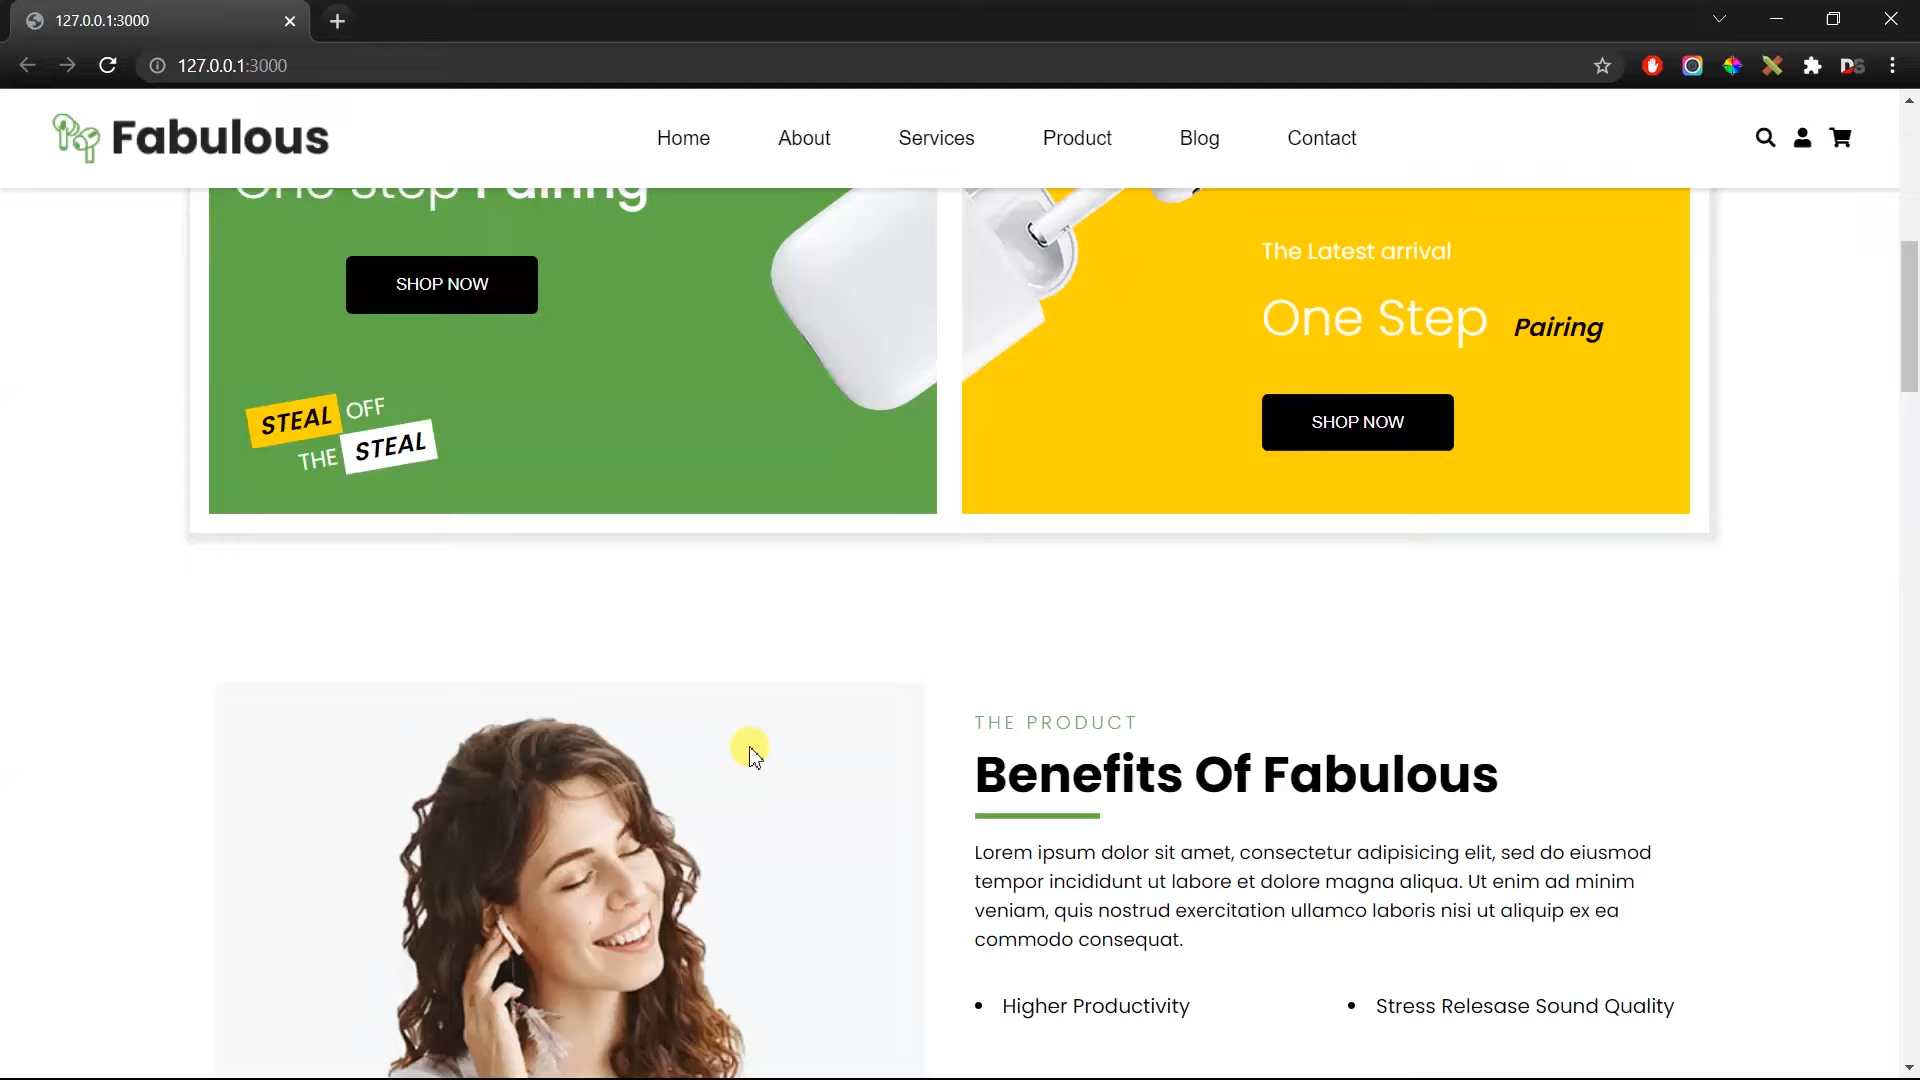 127.0.0.1:3000
127.0.0.1:3000
Fabulous
Home
About
Services
Product
Blog
Contact
One Step Pairing
SHOP NOW
STEAL OFF
THE STEAL
The Latest arrival
One Step Pairing
SHOP NOW
THE PRODUCT
Benefits Of Fabulous
Lorem ipsum dolor sit amet, consectetur adipisicing elit, sed do eiusmod
tempor incididunt ut labore et dolore magna aliqua. Ut enim ad minim
veniam, quis nostrud exercitation ullamco laboris nisi ut aliquip ex ea
commodo consequat.
Higher Productivity
Stress Relesase Sound Quality